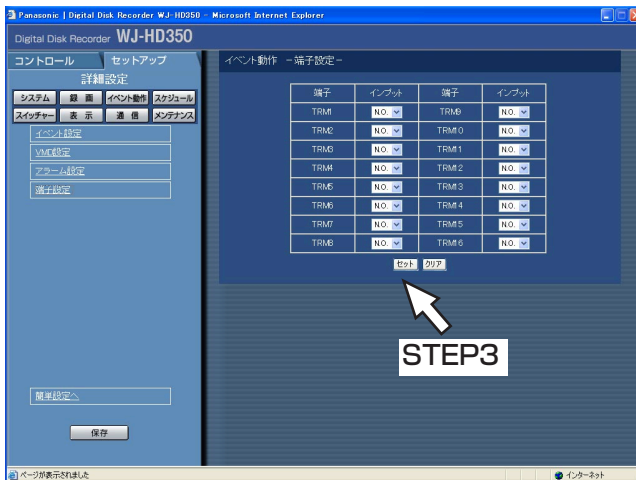 Panasonic | Digital Disk Recorder WJ-HD350 - Microsoft Internet Explorer
Digital Disk Recorder WJ-HD350
コントロール セットアップ
詳細設定
システム 録 画 イベント動作 スケジュール
スイッチャー 表 示 通 信 メンテナンス
イベント設定
VMD設定
アラーム設定
端子設定
簡単設定へ
保存
イベント動作 －端子設定－
端子 インプット 端子 インプット
TRM1 N.O. TRM9 N.O.
TRM2 N.O. TRM10 N.O.
TRM3 N.O. TRM11 N.O.
TRM4 N.O. TRM12 N.O.
TRM5 N.O. TRM13 N.O.
TRM6 N.O. TRM14 N.O.
TRM7 N.O. TRM15 N.O.
TRM8 N.O. TRM16 N.O.
セット クリア
STEP3
ページが表示されました インターネット